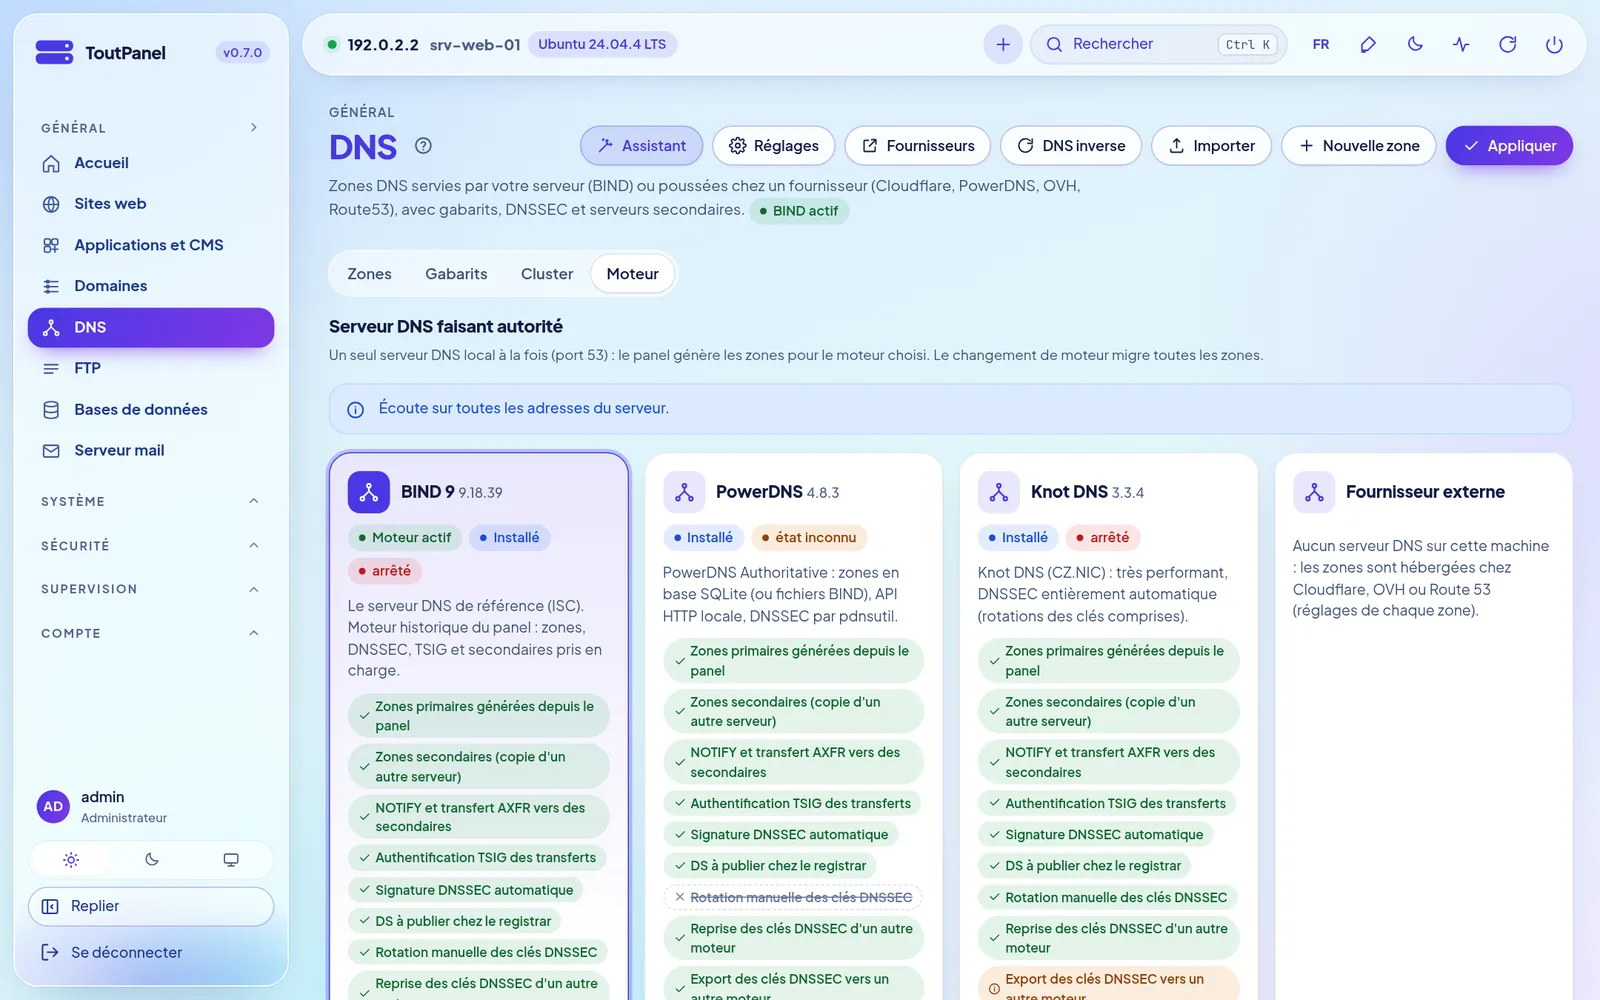 ToutPanel
v0.7.0
GÉNÉRAL
Accueil
Sites web
Applications et CMS
Domaines
DNS
FTP
Bases de données
Serveur mail
SYSTÈME
SÉCURITÉ
SUPERVISION
COMPTE
AD
admin
Administrateur
Replier
Se déconnecter
192.0.2.2 srv-web-01 Ubuntu 24.04.4 LTS
Rechercher Ctrl K FR
GÉNÉRAL
DNS
Assistant
Réglages
Fournisseurs
DNS inverse
Importer
Nouvelle zone
Appliquer
Zones DNS servies par votre serveur (BIND) ou poussées chez un fournisseur (Cloudflare, PowerDNS, OVH,
Route53), avec gabarits, DNSSEC et serveurs secondaires. BIND actif
Zones Gabarits Cluster Moteur
Serveur DNS faisant autorité
Un seul serveur DNS local à la fois (port 53) : le panel génère les zones pour le moteur choisi. Le changement de moteur migre toutes les zones.
Écoute sur toutes les adresses du serveur.
BIND 9 9.18.39
Moteur actif Installé
arrêté
Le serveur DNS de référence (ISC).
Moteur historique du panel : zones,
DNSSEC, TSIG et secondaires pris en
charge.
Zones primaires générées depuis le
panel
Zones secondaires (copie d'un
autre serveur)
NOTIFY et transfert AXFR vers des
secondaires
Authentification TSIG des transferts
Signature DNSSEC automatique
DS à publier chez le registrar
Rotation manuelle des clés DNSSEC
Reprise des clés DNSSEC d'un autre
PowerDNS 4.8.3
Installé état inconnu
PowerDNS Authoritative : zones en
base SQLite (ou fichiers BIND), API
HTTP locale, DNSSEC par pdnsutil.
Zones primaires générées depuis le
panel
Zones secondaires (copie d'un
autre serveur)
NOTIFY et transfert AXFR vers des
secondaires
Authentification TSIG des transferts
Signature DNSSEC automatique
DS à publier chez le registrar
Rotation manuelle des clés DNSSEC
Reprise des clés DNSSEC d'un autre
moteur
Export des clés DNSSEC vers un
autre moteur
Knot DNS 3.3.4
Installé arrêté
Knot DNS (CZ.NIC) : très performant,
DNSSEC entièrement automatique
(rotations des clés comprises).
Zones primaires générées depuis le
panel
Zones secondaires (copie d'un
autre serveur)
NOTIFY et transfert AXFR vers des
secondaires
Authentification TSIG des transferts
Signature DNSSEC automatique
DS à publier chez le registrar
Rotation manuelle des clés DNSSEC
Reprise des clés DNSSEC d'un autre
moteur
Export des clés DNSSEC vers un
autre moteur
Fournisseur externe
Aucun serveur DNS sur cette machine
: les zones sont hébergées chez
Cloudflare, OVH ou Route 53
(réglages de chaque zone).